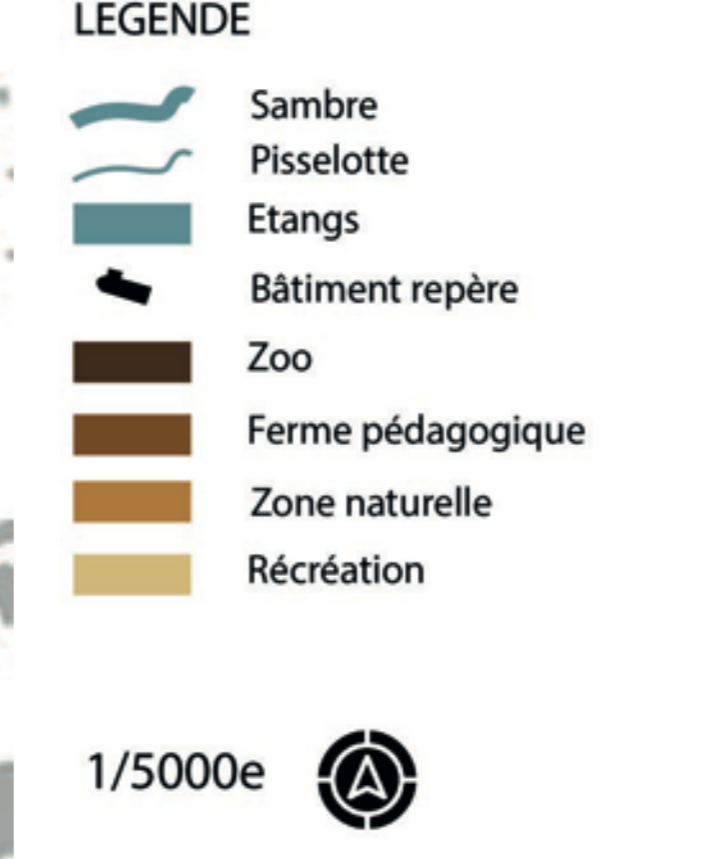 LEGENDE
Sambre
Pisselotte
Etangs
Bâtiment repère
Zoo
Ferme pédagogique
Zone naturelle
Récréation
1/5000e